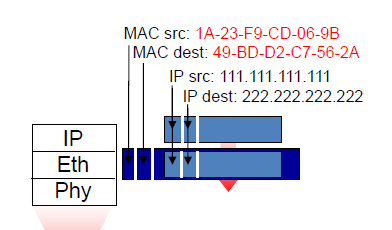 MAC src: 1A-23-F9-CD-06-9B
MAC dest: 49-BD-D2-C7-56-2A
IP src: 111.111.111.111
IP dest: 222.222.222.222
IP
Eth
Phy